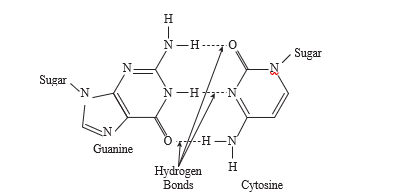 H
N—H
O
Sugar
N
N
Sugar
N
N—H
N
N
O
H—N
Guanine
H
Hydrogen
Bonds
Cytosine